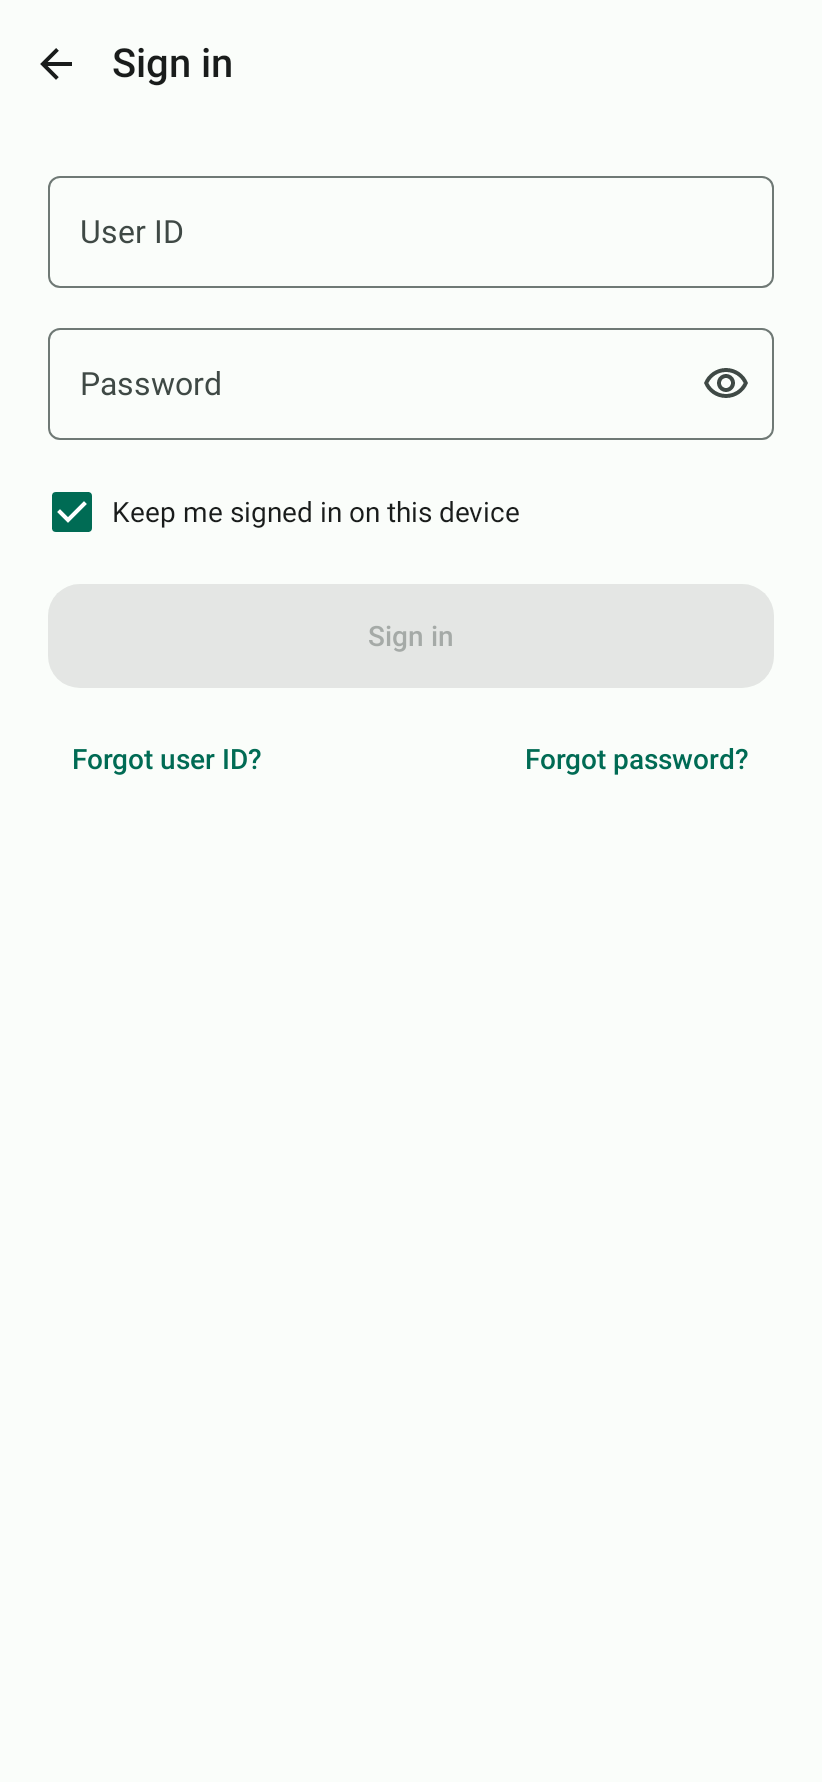 Sign in
User ID
Password
Keep me signed in on this device
Sign in
Forgot user ID?
Forgot password?